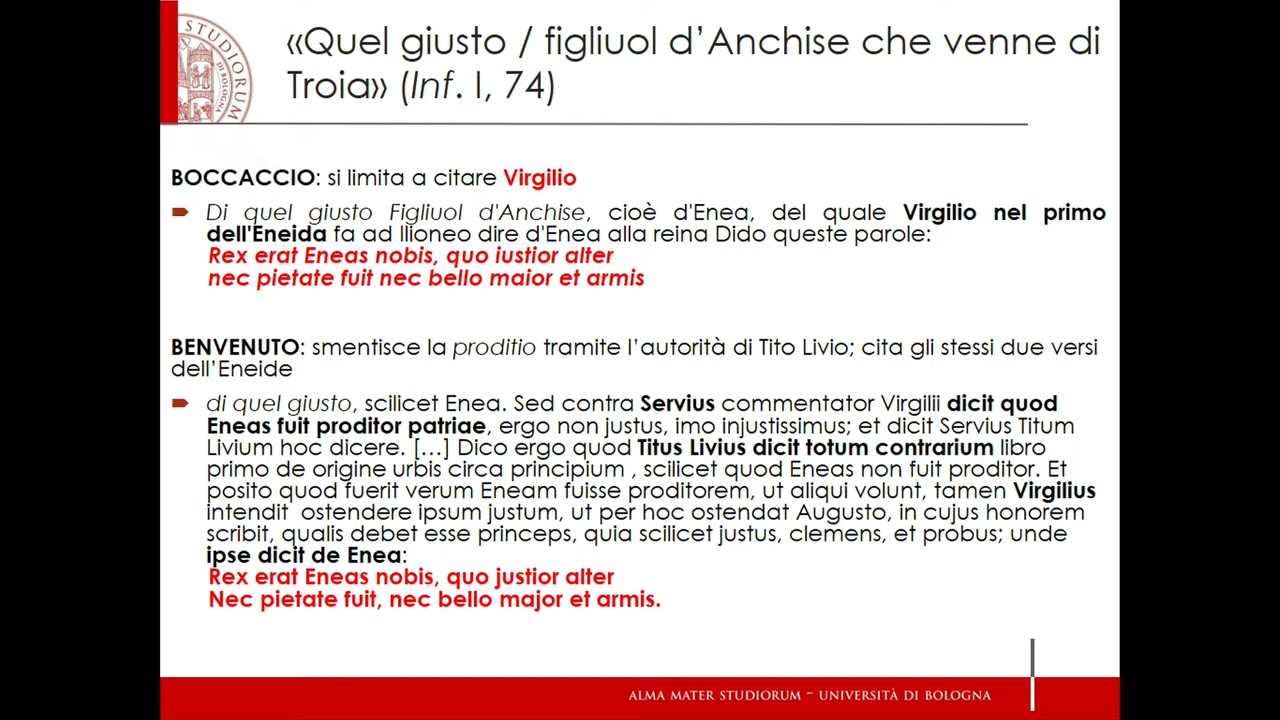 «Quel giusto / figliuol d'Anchise che venne di
Troia» (Inf. I, 74)
BOCCACCIO: si limita a citare Virgilio
Di quel giusto Figliuol d'Anchise, cioè d'Enea, del quale Virgilio nel primo
dell'Eneida fa ad Ilioneo dire d'Enea alla reina Dido queste parole:
Rex erat Eneas nobis, quo iustior alter
nec pietate fuit nec bello maior et armis
BENVENUTO: smentisce la proditio tramite l'autorità di Tito Livio; cita gli stessi due versi
dell'Eneide
di quel giusto, scilicet Enea. Sed contra Servius commentator Virgilii dicit quod
Eneas fuit proditor patriae, ergo non justus, imo injustissimus; et dicit Servius Titum
Livium hoc dicere. […] Dico ergo quod Titus Livius dicit totum contrarium libro
primo de origine urbis circa principium , scilicet quod Eneas non fuit proditor. Et
posito quod fuerit verum Eneam fuisse proditorem, ut aliqui volunt, tamen Virgilius
intendit ostendere ipsum justum, ut per hoc ostendat Augusto, in cujus honorem
scribit, qualis debet esse princeps, quia scilicet justus, clemens, et probus; unde
ipse dicit de Enea:
Rex erat Eneas nobis, quo justior alter
Nec pietate fuit, nec bello major et armis.
ALMA MATER STUDIORUM - UNIVERSITÀ DI BOLOGNA